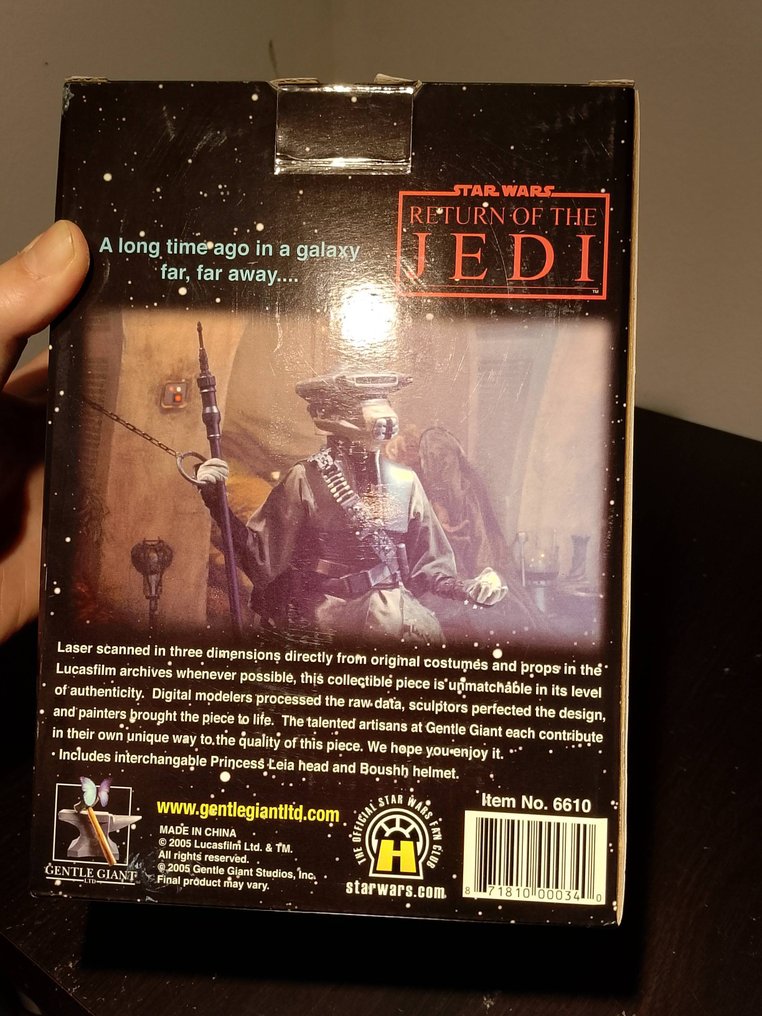 STAR WARS
RETURN OF THE
JEDI
™
A long time ago in a galaxy
far, far away....
Laser scanned in three dimensions directly from original costumes and props in the
Lucasfilm archives whenever possible, this collectible piece is unmatchable in its level
of authenticity. Digital modelers processed the raw data, sculptors perfected the design,
and painters brought the piece to life. The talented artisans at Gentle Giant each contribute
in their own unique way to the quality of this piece. We hope you enjoy it.
· Includes interchangable Princess Leia head and Boushh helmet.
GENTLE GIANT
LTD
www.gentlegiantltd.com
MADE IN CHINA
© 2005 Lucasfilm Ltd. & TM.
All rights reserved.
© 2005 Gentle Giant Studios, Inc.
Final product may vary.
THE OFFICIAL STAR WARS FAN CLUB
H
starwars.com
Item No. 6610
8 71810 00034 0